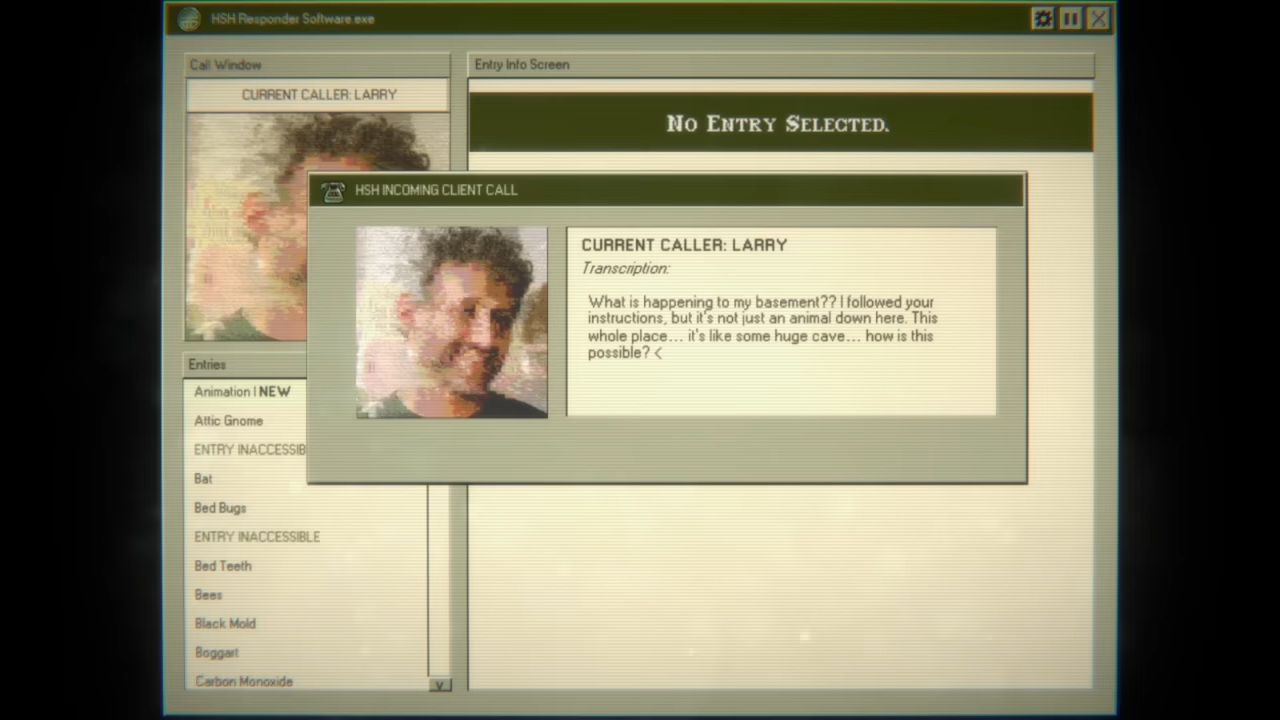 HSH Responder Software.exe
Call Window
CURRENT CALLER: LARRY
Entry Info Screen
No Entry Selected.
HSH INCOMING CLIENT CALL
CURRENT CALLER: LARRY
Transcription:
What is happening to my basement?? I followed your
instructions, but it's not just an animal down here. This
whole place... it's like some huge cave... how is this
possible? <
Entries
Animation | NEW
Attic Gnome
ENTRY INACCESSIB
Bat
Bed Bugs
ENTRY INACCESSIBLE
Bed Teeth
Bees
Black Mold
Boggart
Carbon Monoxide